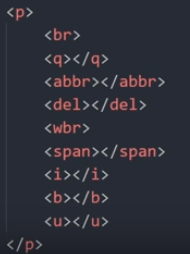 <p>
<br>
<q></q>
<abbr></abbr>
<del></del>
<wbr>
<span></span>
<i></i>
<b></b>
<u></u>
</p>